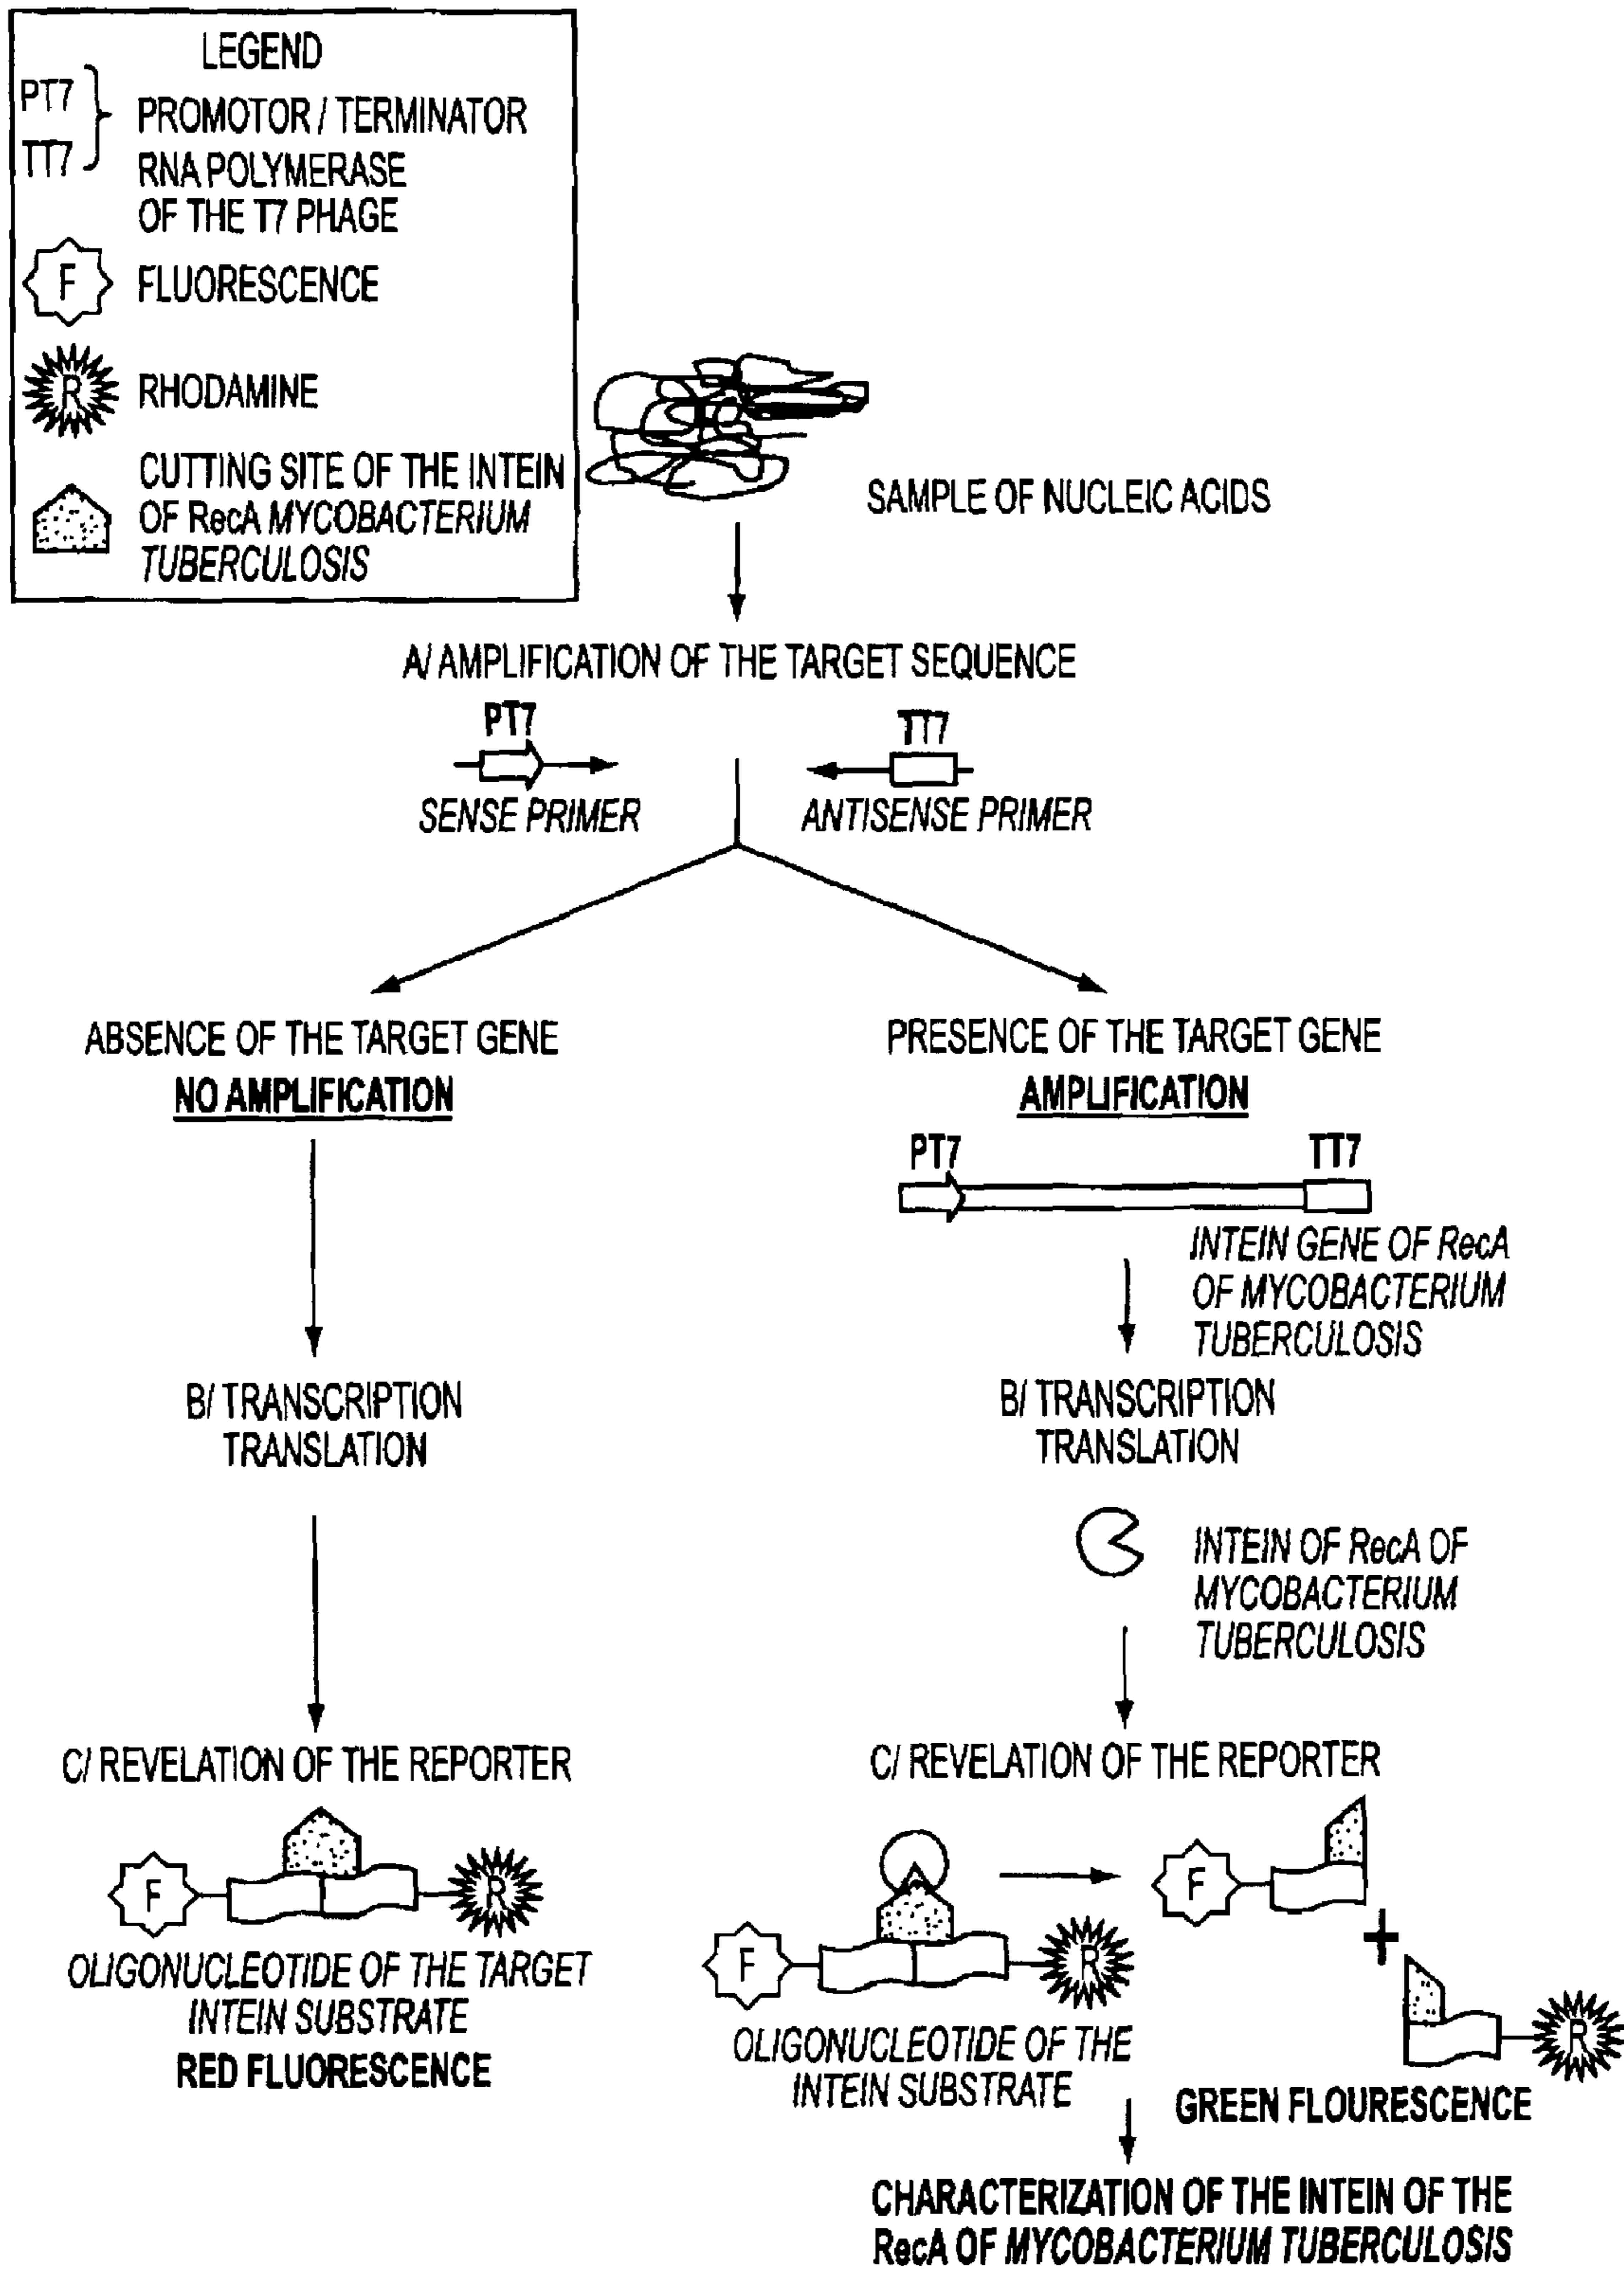 LEGEND
PT7
TT7
PROMOTOR / TERMINATOR
RNA POLYMERASE
OF THE T7 PHAGE
F
FLUORESCENCE
R
RHODAMINE
CUTTING SITE OF THE INTEIN
OF RecA MYCOBACTERIUM
TUBERCULOSIS
SAMPLE OF NUCLEIC ACIDS
A/ AMPLIFICATION OF THE TARGET SEQUENCE
PT7
SENSE PRIMER
TT7
ANTISENSE PRIMER
ABSENCE OF THE TARGET GENE
NO AMPLIFICATION
B/ TRANSCRIPTION
TRANSLATION
C/ REVELATION OF THE REPORTER
F
R
OLIGONUCLEOTIDE OF THE TARGET
INTEIN SUBSTRATE
RED FLUORESCENCE
PRESENCE OF THE TARGET GENE
AMPLIFICATION
PT7
TT7
INTEIN GENE OF RecA
OF MYCOBACTERIUM
TUBERCULOSIS
B/ TRANSCRIPTION
TRANSLATION
INTEIN OF RecA OF
MYCOBACTERIUM
TUBERCULOSIS
C/ REVELATION OF THE REPORTER
F
R
OLIGONUCLEOTIDE OF THE
INTEIN SUBSTRATE
F
+
R
GREEN FLOURESCENCE
CHARACTERIZATION OF THE INTEIN OF THE
RecA OF MYCOBACTERIUM TUBERCULOSIS